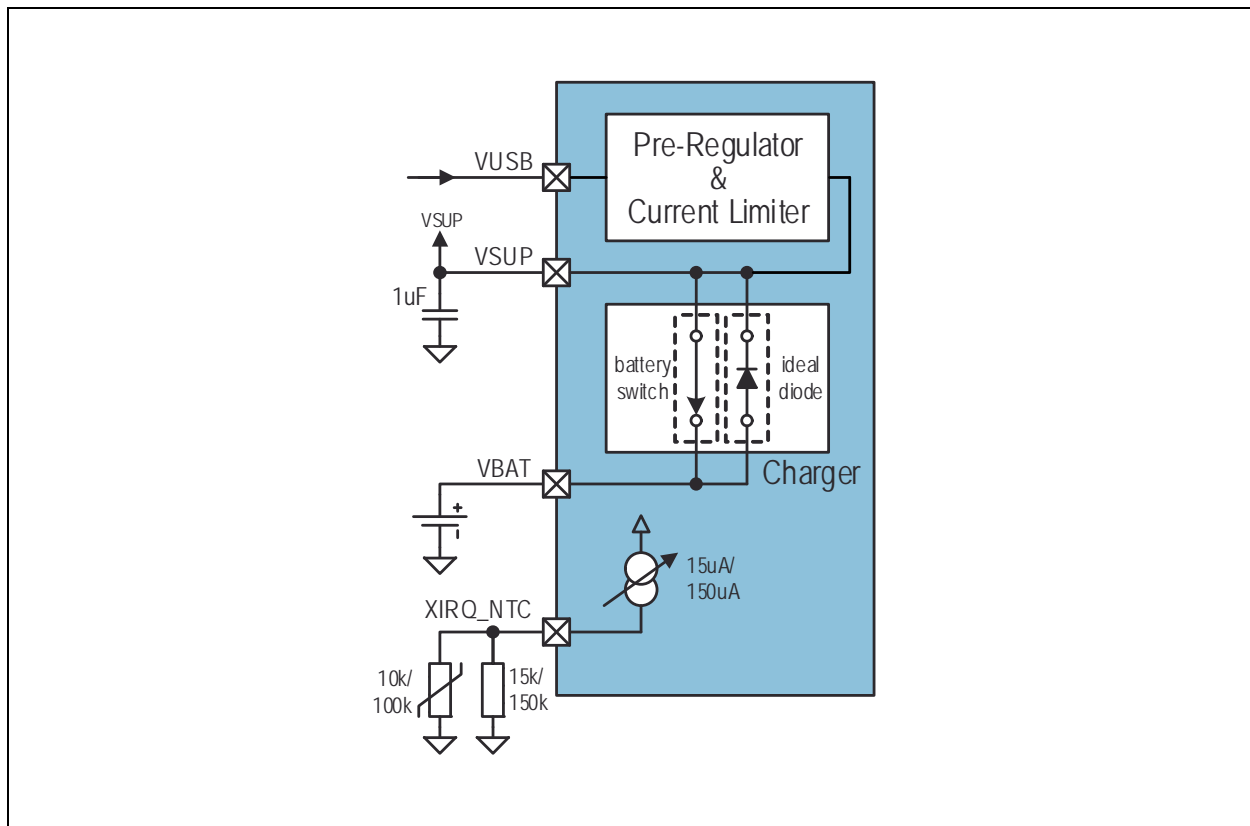 Pre-Regulator
&
Current Limiter
VUSB
VSUP
VSUP
1uF
battery
switch
ideal
diode
VBAT
Charger
+
15uA/
150uA
XIRQ_NTC
10k/
100k
15k/
150k